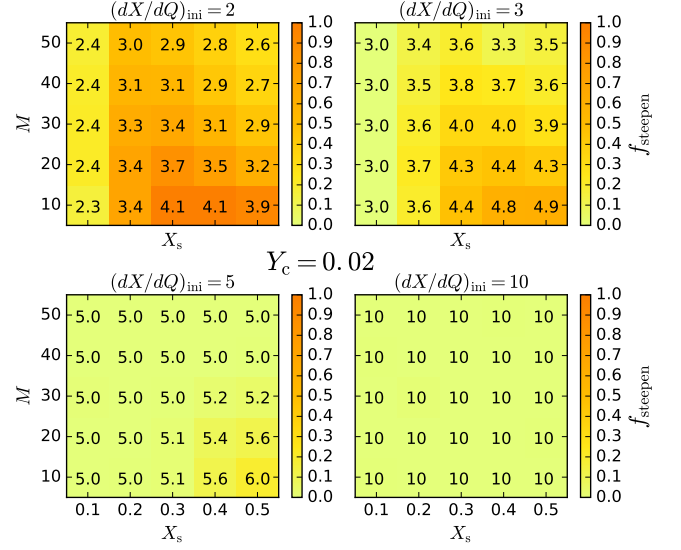 (dX/dQ)ini = 2
(dX/dQ)ini = 3
50 2.4 3.0 2.9 2.8 2.6
40 2.4 3.1 3.1 2.9 2.7
30 2.4 3.3 3.4 3.1 2.9
20 2.4 3.4 3.7 3.5 3.2
10 2.3 3.4 4.1 4.1 3.9
M
Xs
1.0
0.9
0.8
0.7
0.6
0.5
0.4
0.3
0.2
0.1
0.0
3.0 3.4 3.6 3.3 3.5
3.0 3.5 3.8 3.7 3.6
3.0 3.6 4.0 4.0 3.9
3.0 3.7 4.3 4.4 4.3
3.0 3.6 4.4 4.8 4.9
Xs
1.0
0.9
0.8
0.7
0.6
0.5
0.4
0.3
0.2
0.1
0.0
fsteepen
Yc = 0.02
(dX/dQ)ini = 5
(dX/dQ)ini = 10
50 5.0 5.0 5.0 5.0 5.0
40 5.0 5.0 5.0 5.0 5.0
30 5.0 5.0 5.0 5.2 5.2
20 5.0 5.0 5.1 5.4 5.6
10 5.0 5.0 5.1 5.6 6.0
M
0.1 0.2 0.3 0.4 0.5
Xs
1.0
0.9
0.8
0.7
0.6
0.5
0.4
0.3
0.2
0.1
0.0
10 10 10 10 10
10 10 10 10 10
10 10 10 10 10
10 10 10 10 10
10 10 10 10 10
0.1 0.2 0.3 0.4 0.5
Xs
1.0
0.9
0.8
0.7
0.6
0.5
0.4
0.3
0.2
0.1
0.0
fsteepen